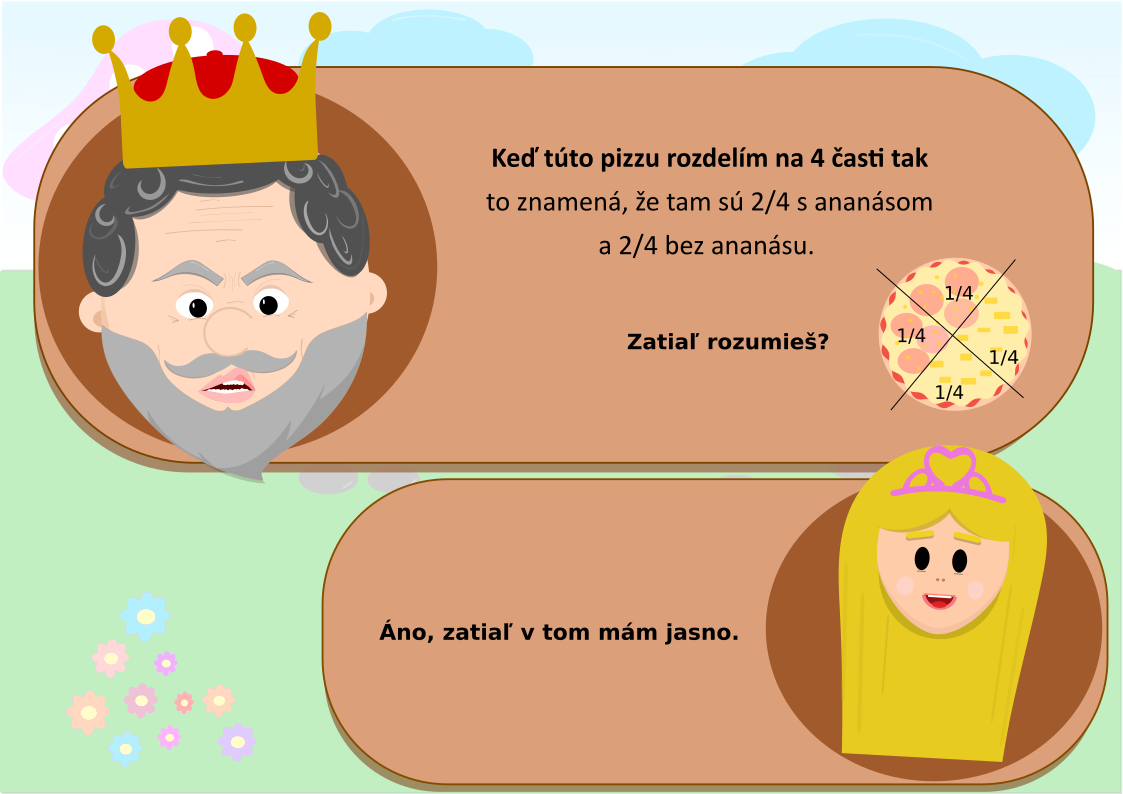 Keď túto pizzu rozdelím na 4 časti tak
to znamená, že tam sú 2/4 s ananásom
a 2/4 bez ananásu.
1/4
1/4
Zatiaľ rozumieš?
1/4
1/4
Áno, zatiaľ v tom mám jasno.